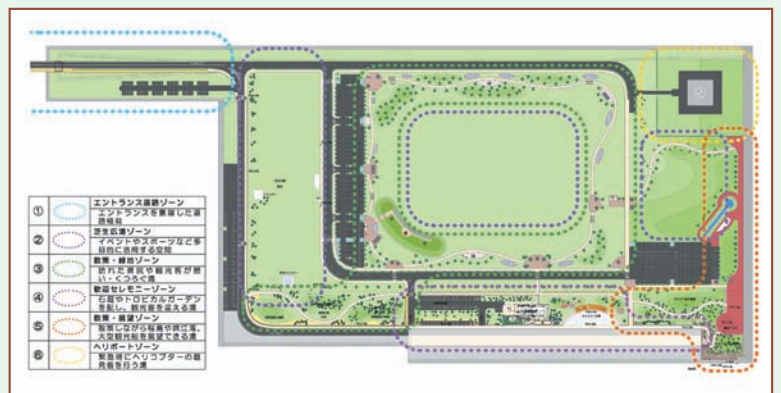 ①
エントランス道路ゾーン
エントランスを意識した道
路植栽
②
芝生広場ゾーン
イベントやスポーツなど多
目的に活用する空間
③
散策・緑地ゾーン
訪れた県民や観光客が憩
い・くつろぐ場
④
歓迎セレモニーゾーン
石庭やトロピカルガーデン
を配し、観光客を迎える場
⑤
散策・展望ゾーン
散策しながら桜島や錦江湾、
大型観光船を展望できる場
⑥
ヘリポートゾーン
緊急時にヘリコプターの離
発着を行う場